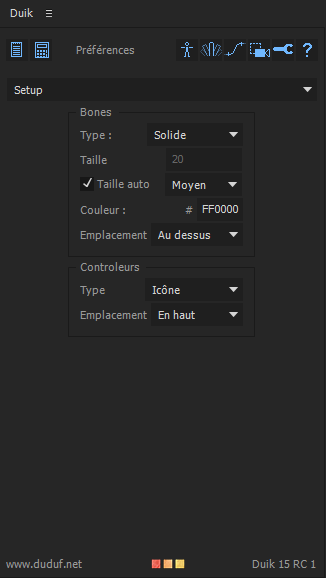 Duik
Préférences
?
Setup
Bones
Type : Solide
Taille 20
Taille auto Moyen
Couleur : # FF0000
Emplacement Au dessus
Controleurs
Type Icône
Emplacement En haut
www.duduf.net Duik 15 RC 1